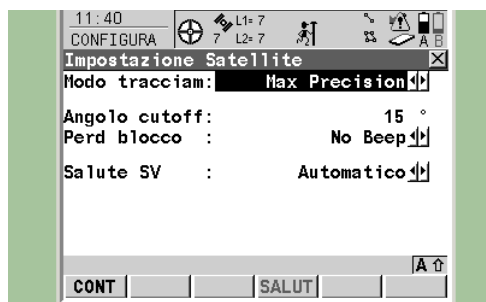 11:40
L1= 7
CONFIGURA
7 L2= 7
A B
Impostazione Satellite
Modo tracciam: Max Precision
Angolo cutoff: 15 °
Perd blocco : No Beep
Salute SV : Automatico
A
CONT SALUT